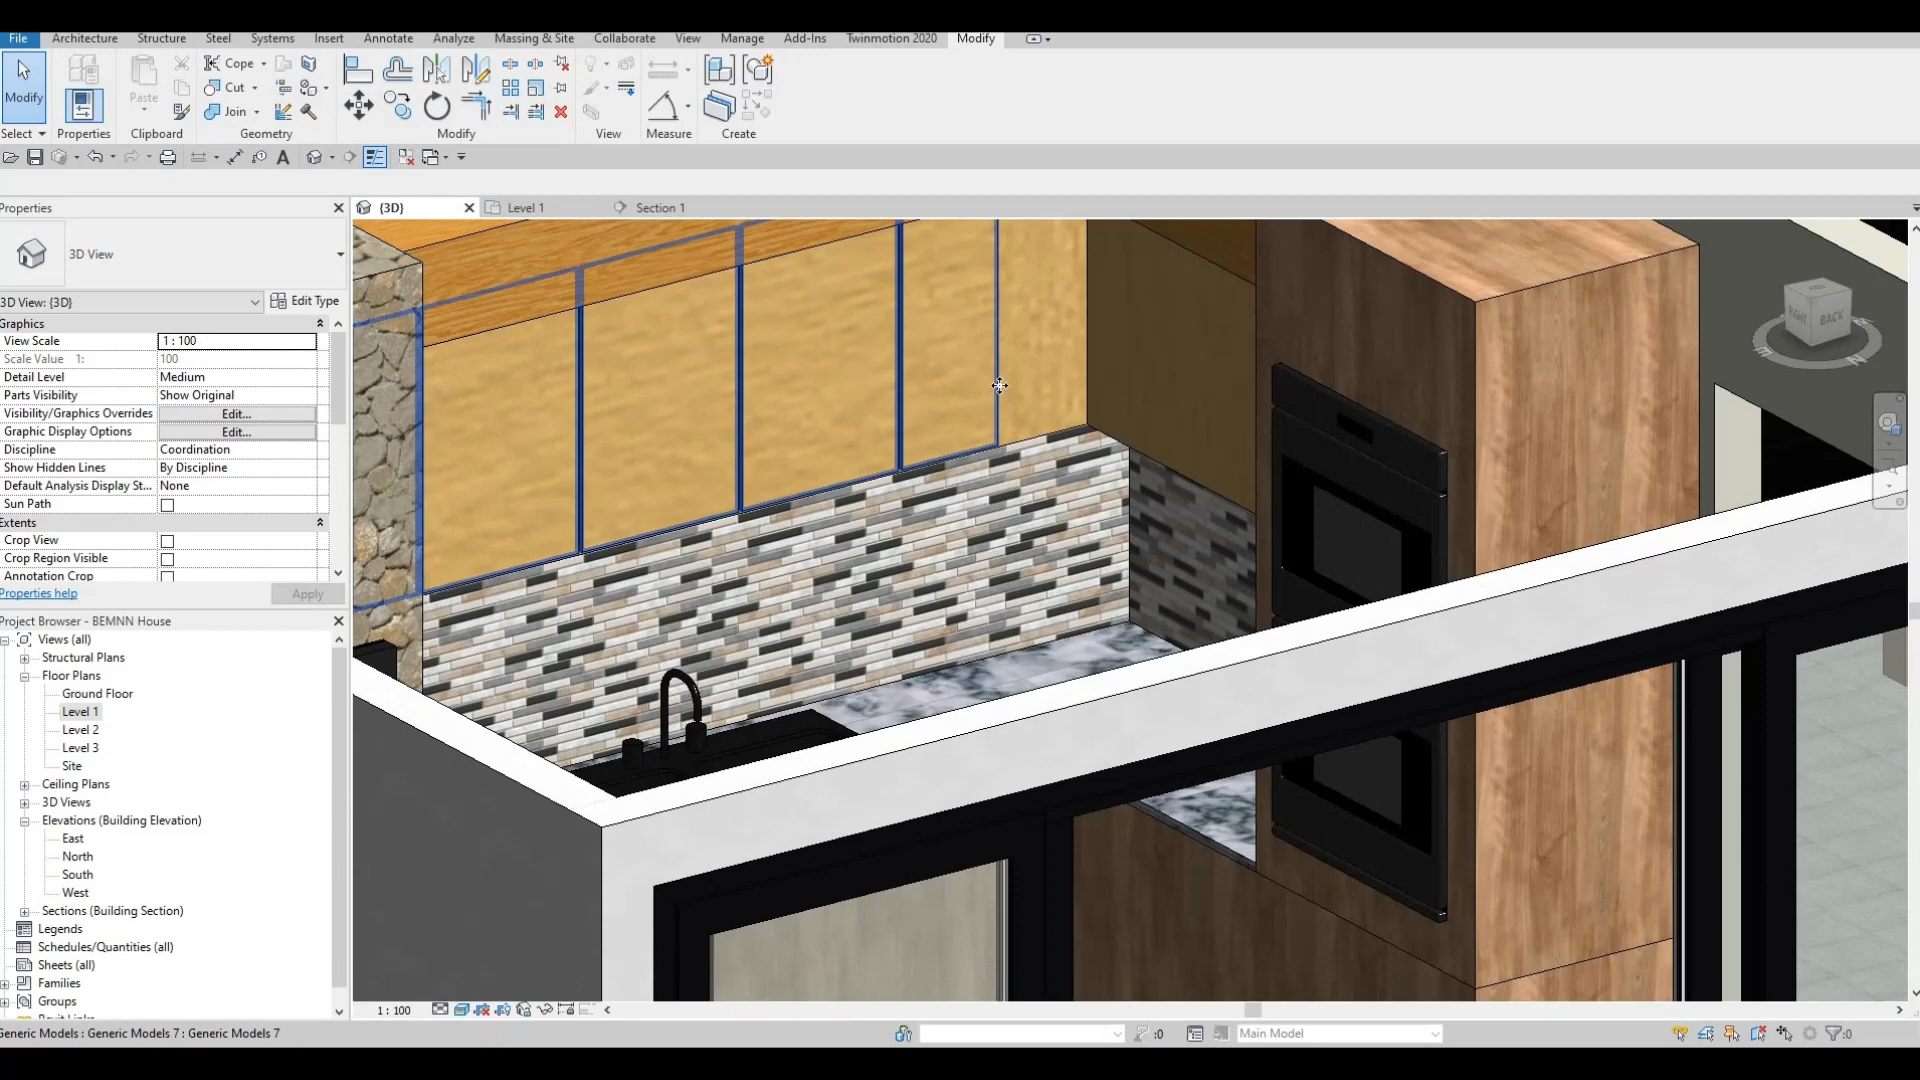 File Architecture Structure Steel Systems Insert Annotate Analyze Massing & Site Collaborate View Manage Add-Ins Twinmotion 2020 Modify
Modify
Paste
Cope
Cut
Join
Select Properties Clipboard Geometry Modify View Measure Create
A
Properties
{3D} Level 1 Section 1
3D View
3D View: {3D} Edit Type
Graphics
View Scale 1 : 100
Scale Value 1: 100
Detail Level Medium
Parts Visibility Show Original
Visibility/Graphics Overrides Edit...
Graphic Display Options Edit...
Discipline Coordination
Show Hidden Lines By Discipline
Default Analysis Display St... None
Sun Path
Extents
Crop View
Crop Region Visible
Annotation Crop
Properties help Apply
Project Browser - BEMNN House
Views (all)
Structural Plans
Floor Plans
Ground Floor
Level 1
Level 2
Level 3
Site
Ceiling Plans
3D Views
Elevations (Building Elevation)
East
North
South
West
Sections (Building Section)
Legends
Schedules/Quantities (all)
Sheets (all)
Families
Groups
RIGHT BACK
1 : 100
Generic Models : Generic Models 7 : Generic Models 7
:0
Main Model
:0